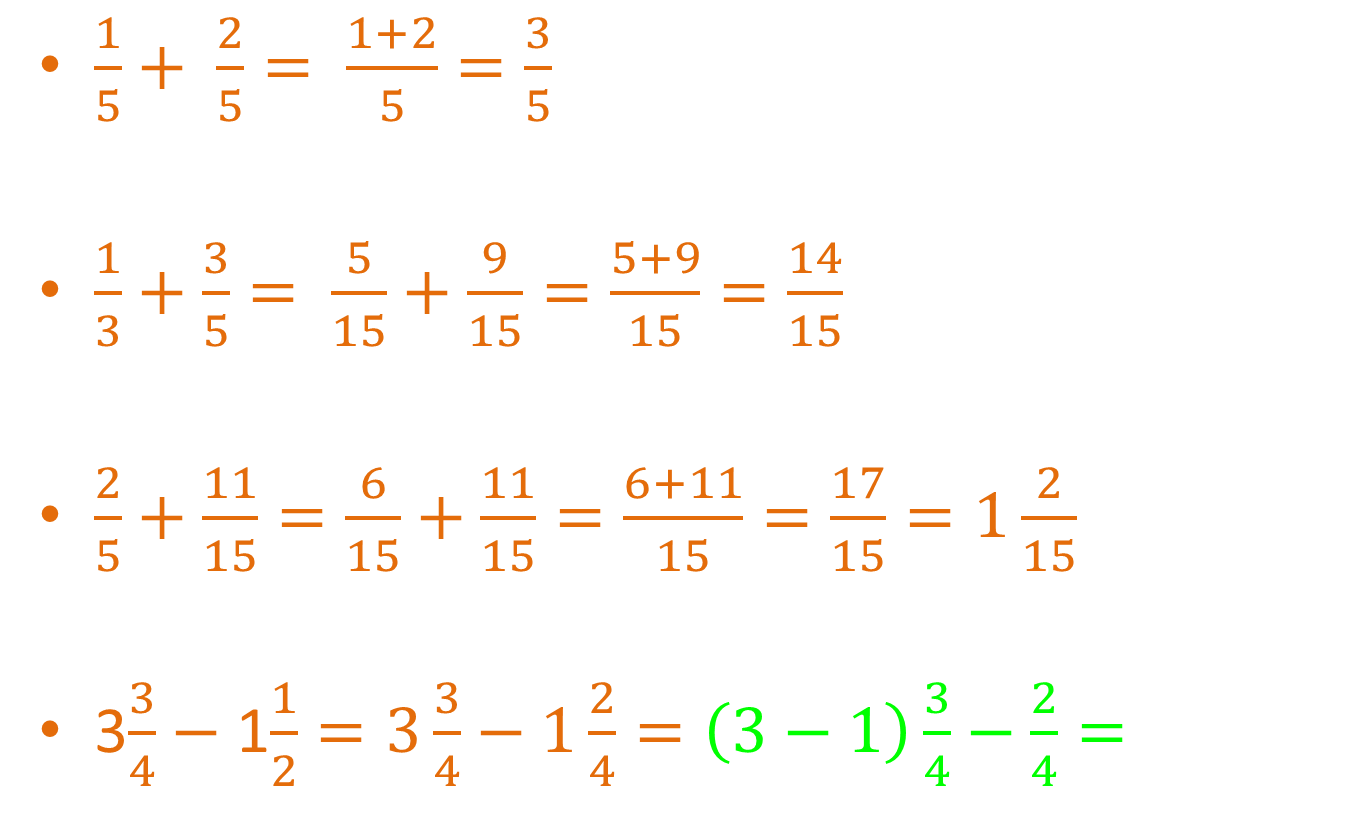 • 1/5 + 2/5 = 1+2/5 = 3/5
• 1/3 + 3/5 = 5/15 + 9/15 = 5+9/15 = 14/15
• 2/5 + 11/15 = 6/15 + 11/15 = 6+11/15 = 17/15 = 1 2/15
• 3 3/4 − 1 1/2 = 3 3/4 − 1 2/4 = (3 − 1) 3/4 − 2/4 =